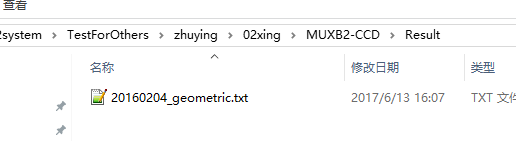 查看
2system > TestForOthers > zhuying > 02xing > MUXB2-CCD > Result
名称 修改日期 类型
20160204_geometric.txt 2017/6/13 16:07 TXT 文件